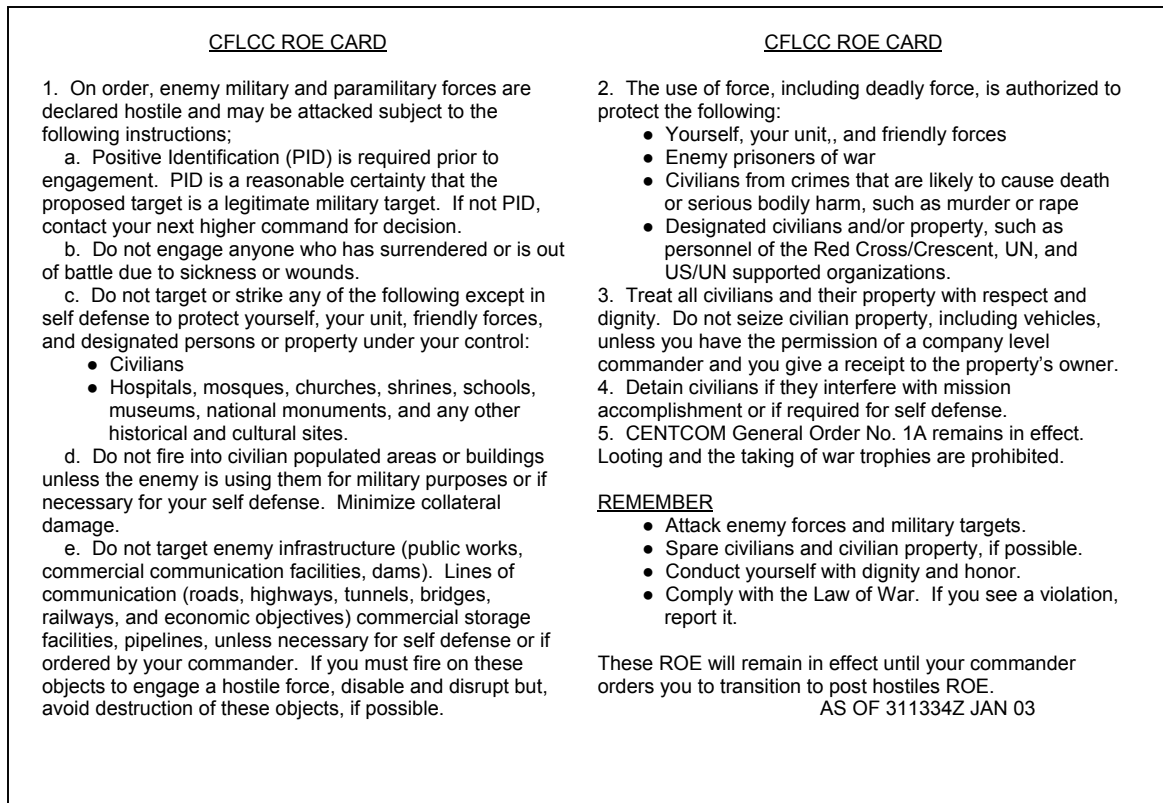 CFLCC ROE CARD
1. On order, enemy military and paramilitary forces are
declared hostile and may be attacked subject to the
following instructions;
a. Positive Identification (PID) is required prior to
engagement. PID is a reasonable certainty that the
proposed target is a legitimate military target. If not PID,
contact your next higher command for decision.
b. Do not engage anyone who has surrendered or is out
of battle due to sickness or wounds.
c. Do not target or strike any of the following except in
self defense to protect yourself, your unit, friendly forces,
and designated persons or property under your control:
● Civilians
● Hospitals, mosques, churches, shrines, schools,
museums, national monuments, and any other
historical and cultural sites.
d. Do not fire into civilian populated areas or buildings
unless the enemy is using them for military purposes or if
necessary for your self defense. Minimize collateral
damage.
e. Do not target enemy infrastructure (public works,
commercial communication facilities, dams). Lines of
communication (roads, highways, tunnels, bridges,
railways, and economic objectives) commercial storage
facilities, pipelines, unless necessary for self defense or if
ordered by your commander. If you must fire on these
objects to engage a hostile force, disable and disrupt but,
avoid destruction of these objects, if possible.
CFLCC ROE CARD
2. The use of force, including deadly force, is authorized to
protect the following:
● Yourself, your unit,, and friendly forces
● Enemy prisoners of war
● Civilians from crimes that are likely to cause death
or serious bodily harm, such as murder or rape
● Designated civilians and/or property, such as
personnel of the Red Cross/Crescent, UN, and
US/UN supported organizations.
3. Treat all civilians and their property with respect and
dignity. Do not seize civilian property, including vehicles,
unless you have the permission of a company level
commander and you give a receipt to the property’s owner.
4. Detain civilians if they interfere with mission
accomplishment or if required for self defense.
5. CENTCOM General Order No. 1A remains in effect.
Looting and the taking of war trophies are prohibited.
REMEMBER
● Attack enemy forces and military targets.
● Spare civilians and civilian property, if possible.
● Conduct yourself with dignity and honor.
● Comply with the Law of War. If you see a violation,
report it.
These ROE will remain in effect until your commander
orders you to transition to post hostiles ROE.
AS OF 311334Z JAN 03